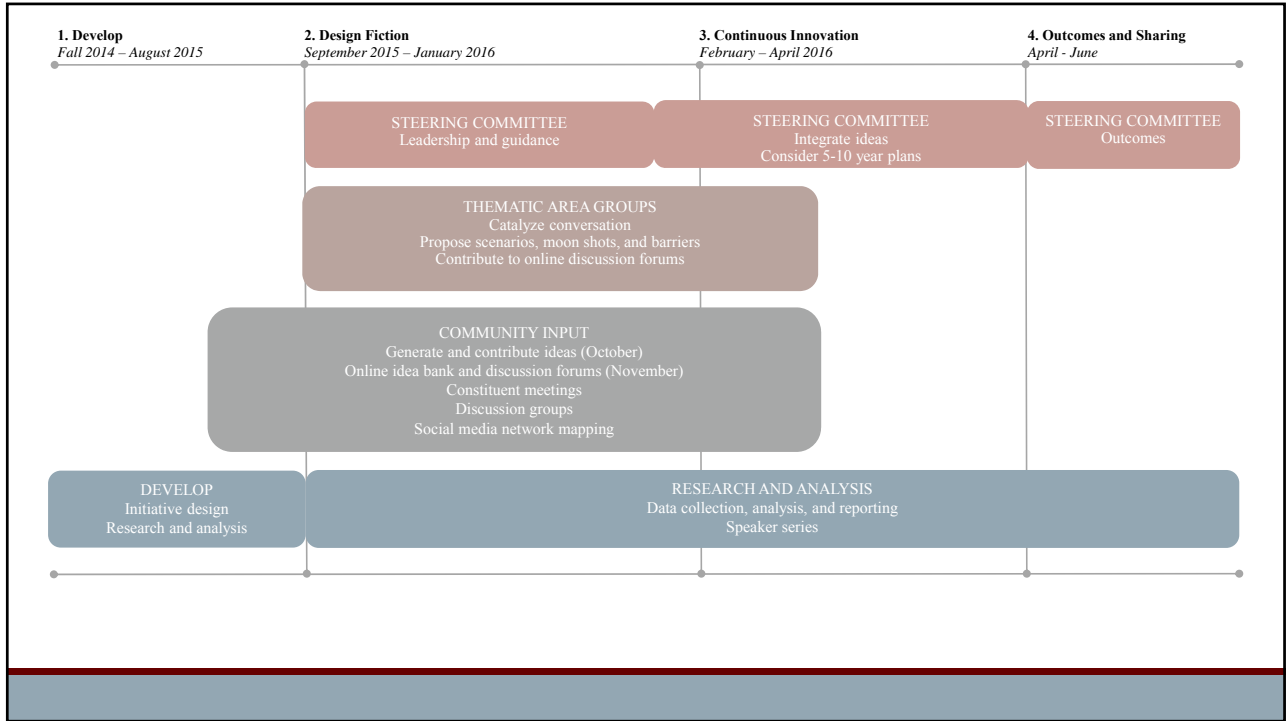 1. Develop
Fall 2014 – August 2015
2. Design Fiction
September 2015 – January 2016
3. Continuous Innovation
February – April 2016
4. Outcomes and Sharing
April - June
STEERING COMMITTEE
Leadership and guidance
STEERING COMMITTEE
Integrate ideas
Consider 5-10 year plans
STEERING COMMITTEE
Outcomes
THEMATIC AREA GROUPS
Catalyze conversation
Propose scenarios, moon shots, and barriers
Contribute to online discussion forums
COMMUNITY INPUT
Generate and contribute ideas (October)
Online idea bank and discussion forums (November)
Constituent meetings
Discussion groups
Social media network mapping
DEVELOP
Initiative design
Research and analysis
RESEARCH AND ANALYSIS
Data collection, analysis, and reporting
Speaker series